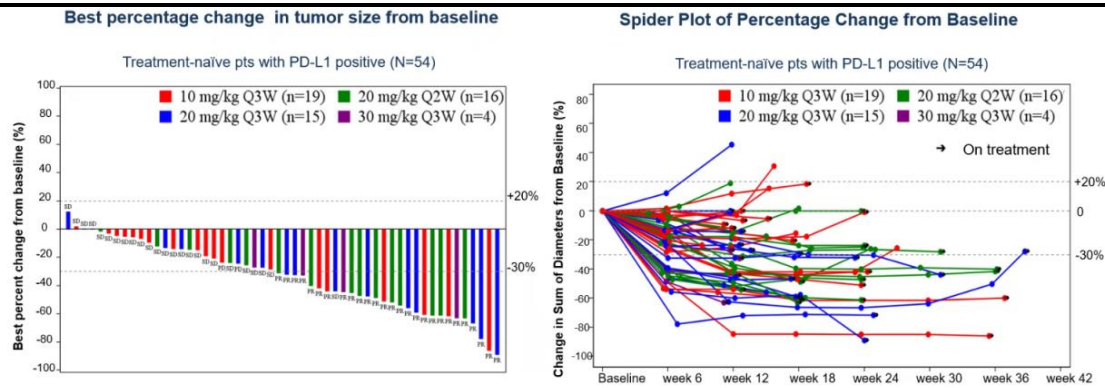 Best percentage change in tumor size from baseline
Treatment-naïve pts with PD-L1 positive (N=54)
10 mg/kg Q3W (n=19)
20 mg/kg Q2W (n=16)
20 mg/kg Q3W (n=15)
30 mg/kg Q3W (n=4)
Best percent change from baseline (%)
100
80
60
40
20
0
-20
-40
-60
-80
-100
+20%
-30%
SD
Spider Plot of Percentage Change from Baseline
Treatment-naïve pts with PD-L1 positive (N=54)
10 mg/kg Q3W (n=19)
20 mg/kg Q2W (n=16)
20 mg/kg Q3W (n=15)
30 mg/kg Q3W (n=4)
On treatment
Change in Sum of Diameters from Baseline (%)
80
60
40
20
0
-20
-40
-60
-80
-100
+20%
0
-30%
Baseline week 6 week 12 week 18 week 24 week 30 week 36 week 42